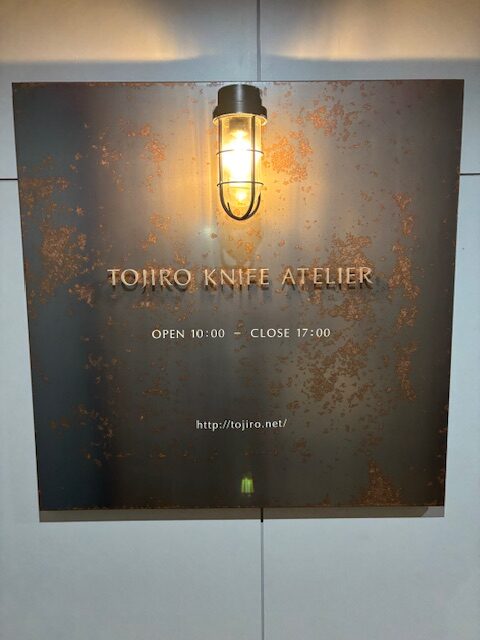 TOJIRO KNIFE ATELIER
OPEN 10:00 – CLOSE 17:00
http://tojiro.net/